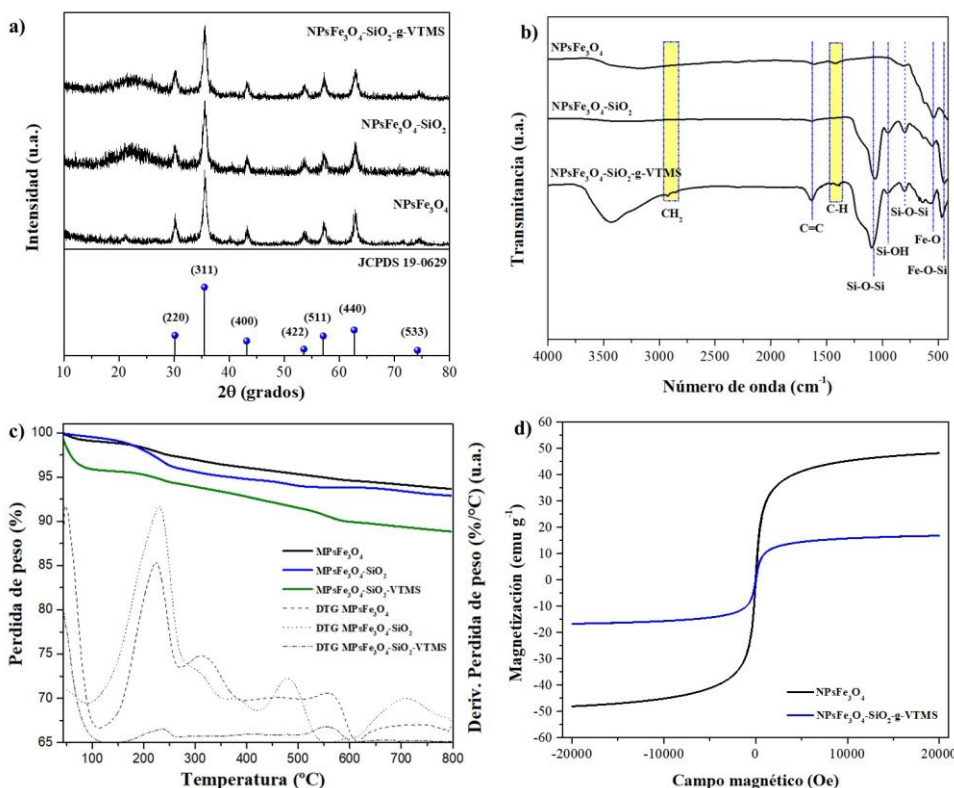 a)
NPsFe₃O₄-SiO₂-g-VTMS
NPsFe₃O₄-SiO₂
NPsFe₃O₄
JCPDS 19-0629
(311)
(220)
(400)
(422)
(511)
(440)
(533)
Intensidad (u.a.)
10 20 30 40 50 60 70 80
2θ (grados)
b)
NPsFe₃O₄
NPsFe₃O₄-SiO₂
NPsFe₃O₄-SiO₂-g-VTMS
CH₂
C=C
C-H
Si-O-Si
Si-OH
Si-O-Si
Fe-O
Fe-O-Si
Transmitancia (u.a.)
4000 3500 3000 2500 2000 1500 1000 500
Número de onda (cm⁻¹)
c)
100
95
90
85
80
75
70
65
Perdida de peso (%)
MPsFe₃O₄
MPsFe₃O₄-SiO₂
MPsFe₃O₄-SiO₂-VTMS
DTG MPsFe₃O₄
DTG MPsFe₃O₄-SiO₂
DTG MPsFe₃O₄-SiO₂-VTMS
Deriv. Perdida de peso (%/°C) (u.a.)
100 200 300 400 500 600 700 800
Temperatura (ºC)
d)
60
50
40
30
20
10
0
-10
-20
-30
-40
-50
-60
Magnetización (emu g⁻¹)
NPsFe₃O₄
NPsFe₃O₄-SiO₂-g-VTMS
-20000 -10000 0 10000 20000
Campo magnético (Oe)